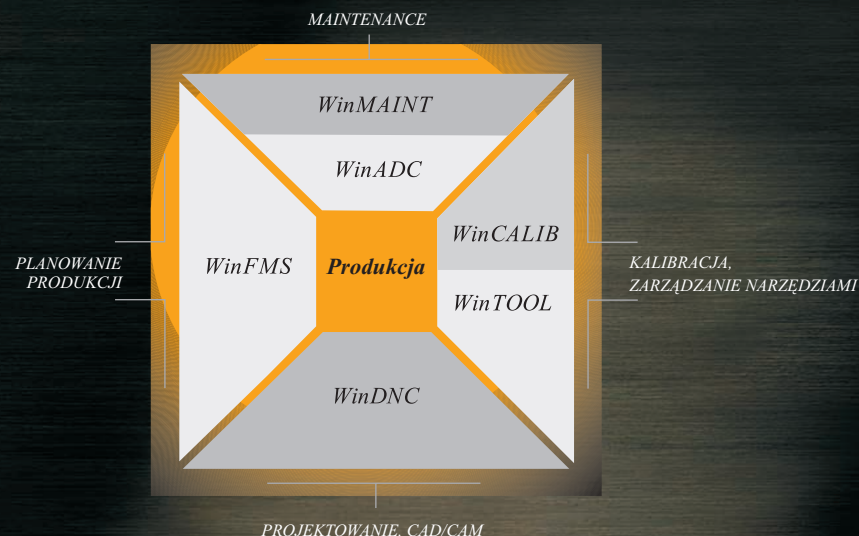 MAINTENANCE
WinMAINT
WinADC
WinCALIB
PLANOWANIE
PRODUKCJI
WinFMS
Produkcja
KALIBRACJA,
ZARZĄDZANIE NARZĘDZIAMI
WinTOOL
WinDNC
PROJEKTOWANIE, CAD/CAM